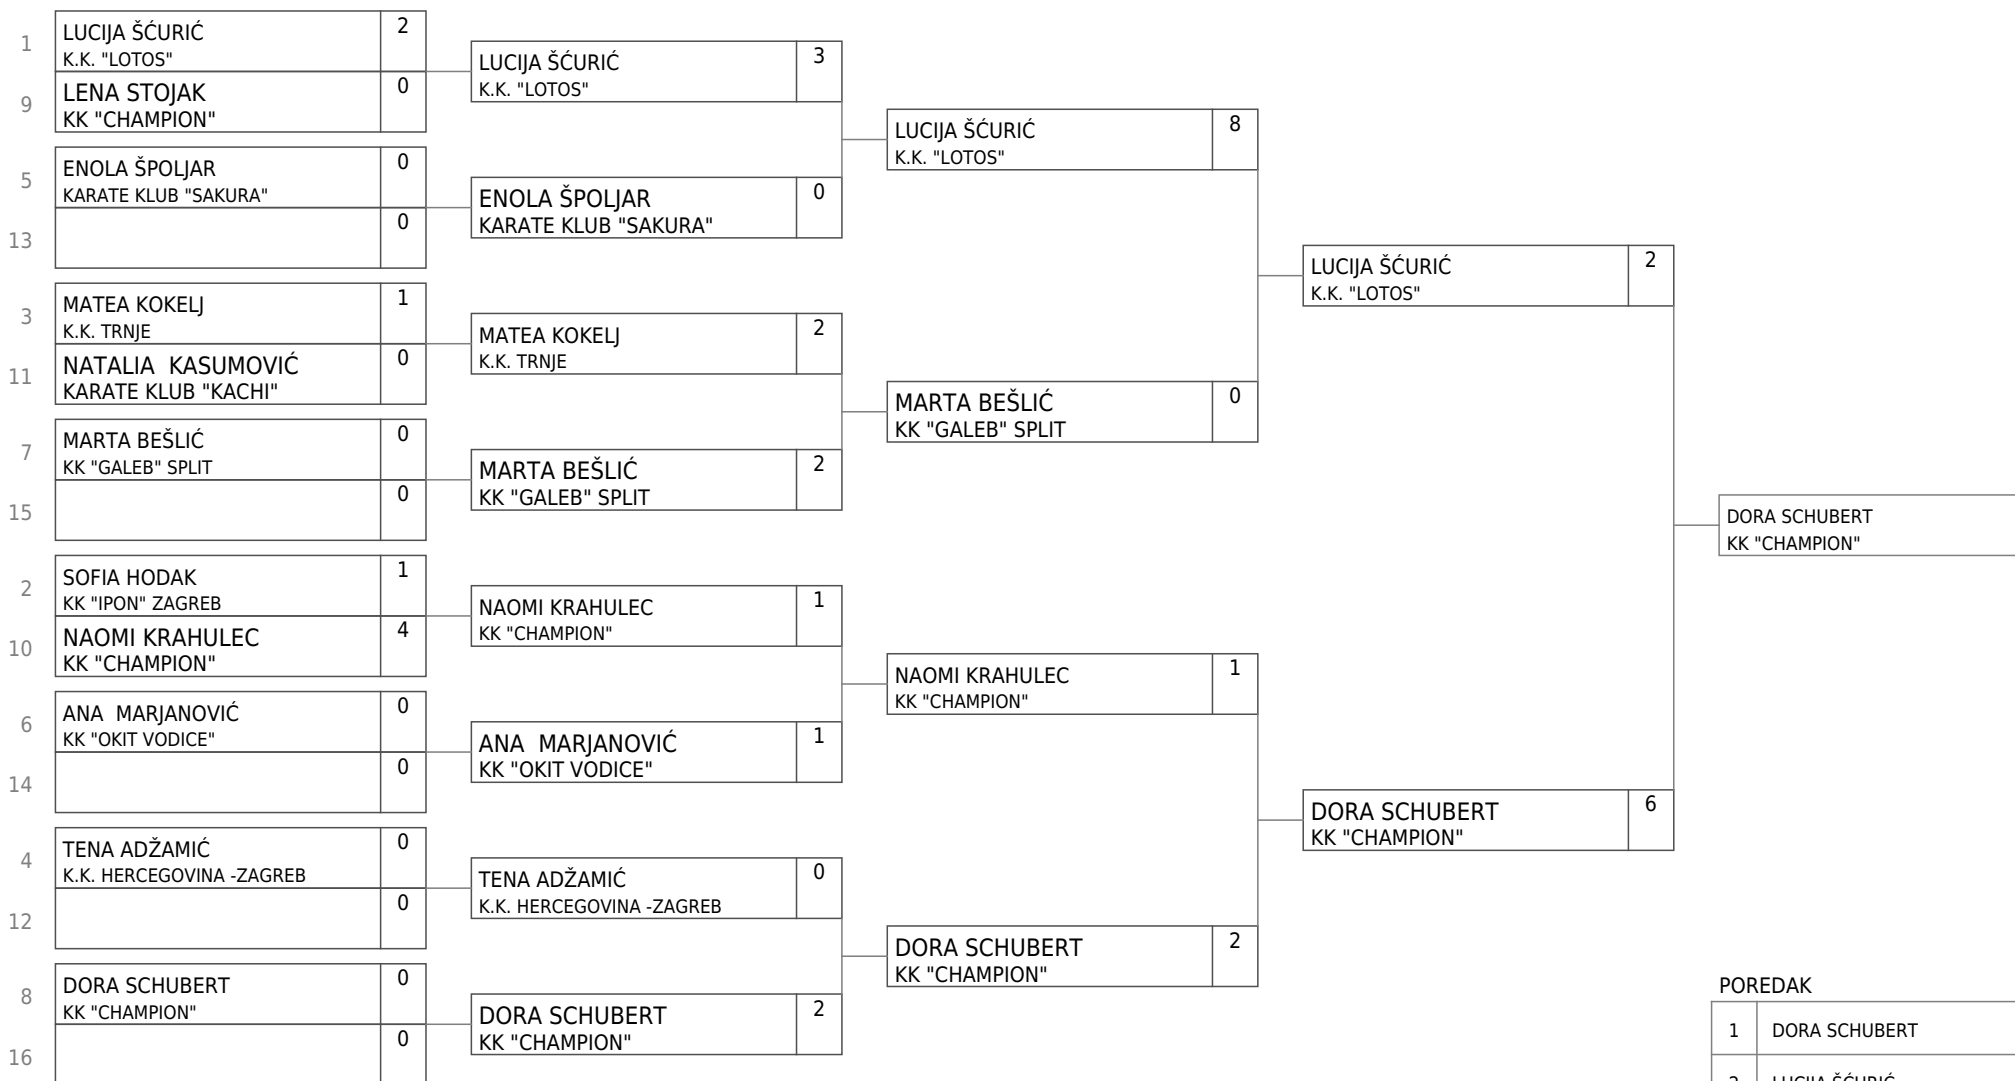 1
LUCIJA ŠĆURIĆ
K.K. "LOTOS"
2
9
LENA STOJAK
KK "CHAMPION"
0
5
ENOLA ŠPOLJAR
KARATE KLUB "SAKURA"
0
13
0
3
MATEA KOKELJ
K.K. TRNJE
1
11
NATALIA  KASUMOVIĆ
KARATE KLUB "KACHI"
0
7
MARTA BEŠLIĆ
KK "GALEB" SPLIT
0
15
0
2
SOFIA HODAK
KK "IPON" ZAGREB
1
10
NAOMI KRAHULEC
KK "CHAMPION"
4
6
ANA  MARJANOVIĆ
KK "OKIT VODICE"
0
14
0
4
TENA ADŽAMIĆ
K.K. HERCEGOVINA -ZAGREB
0
12
0
8
DORA SCHUBERT
KK "CHAMPION"
0
16
0
LUCIJA ŠĆURIĆ
K.K. "LOTOS"
3
ENOLA ŠPOLJAR
KARATE KLUB "SAKURA"
0
MATEA KOKELJ
K.K. TRNJE
2
MARTA BEŠLIĆ
KK "GALEB" SPLIT
2
NAOMI KRAHULEC
KK "CHAMPION"
1
ANA  MARJANOVIĆ
KK "OKIT VODICE"
1
TENA ADŽAMIĆ
K.K. HERCEGOVINA -ZAGREB
0
DORA SCHUBERT
KK "CHAMPION"
2
LUCIJA ŠĆURIĆ
K.K. "LOTOS"
8
MARTA BEŠLIĆ
KK "GALEB" SPLIT
0
NAOMI KRAHULEC
KK "CHAMPION"
1
DORA SCHUBERT
KK "CHAMPION"
2
LUCIJA ŠĆURIĆ
K.K. "LOTOS"
2
DORA SCHUBERT
KK "CHAMPION"
6
DORA SCHUBERT
KK "CHAMPION"
POREDAK
1 DORA SCHUBERT
2 LUCIJA ŠĆURIĆ